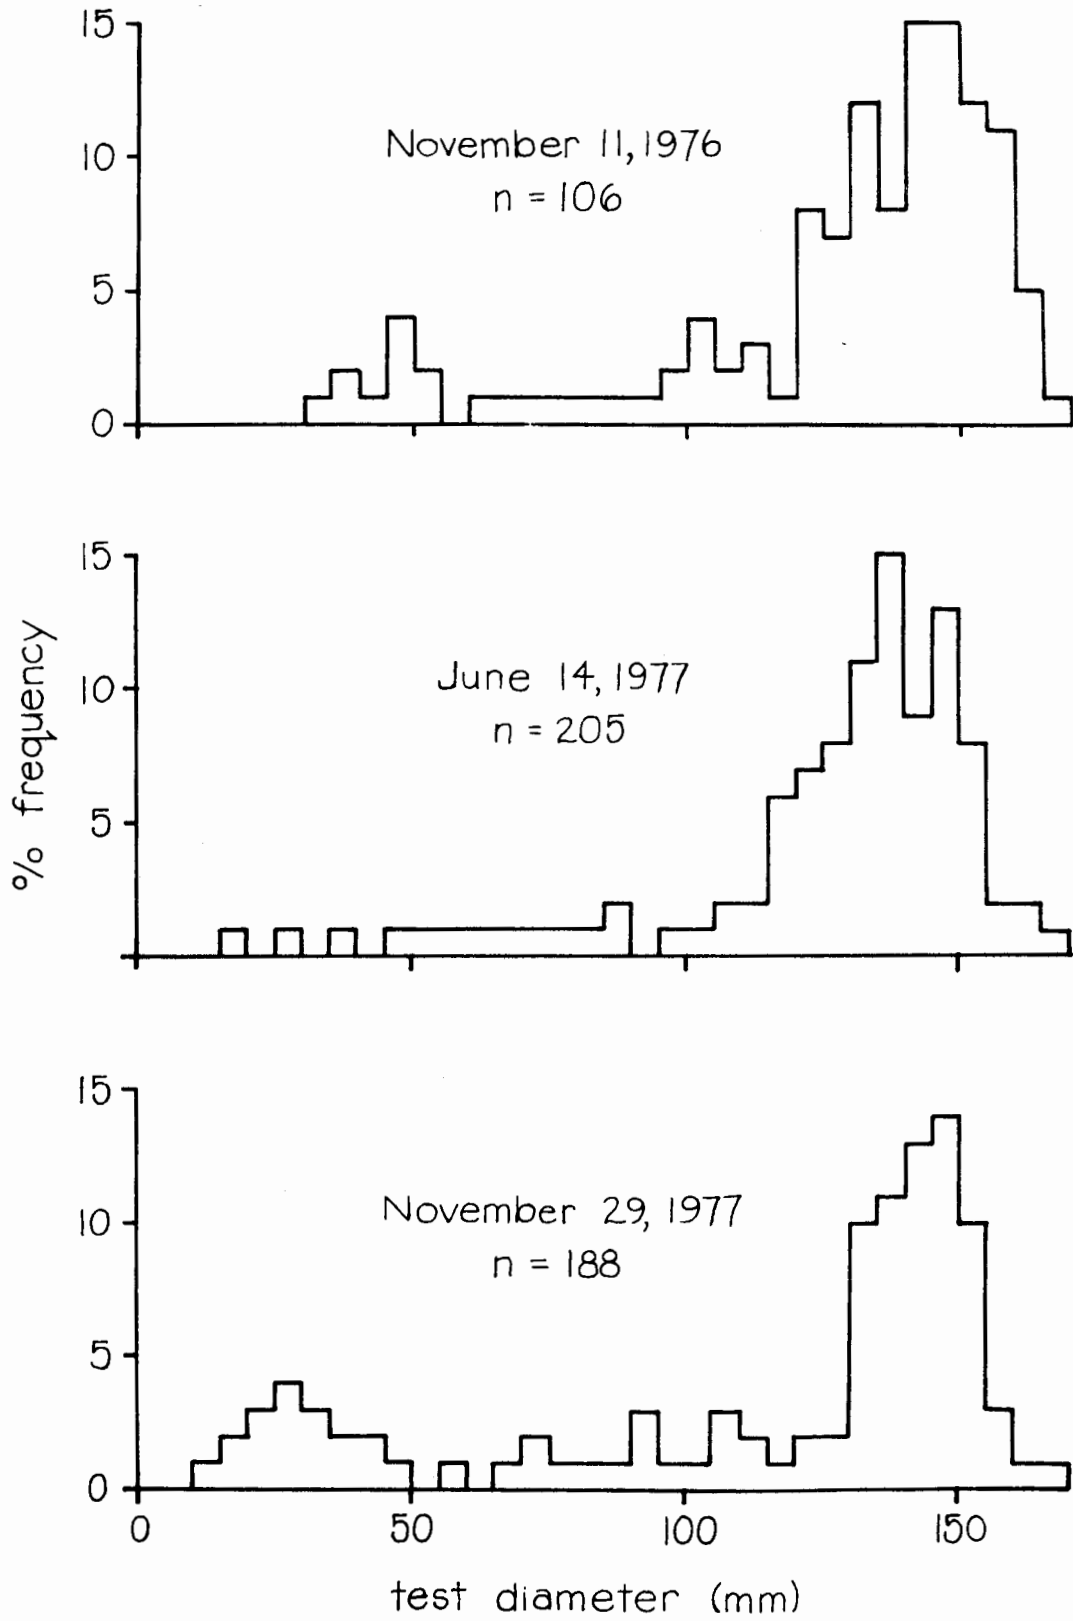 15
November 11, 1976
10
n = 106
5
0
15
June 14, 1977
10
n = 205
% frequency
5
15
November 29, 1977
10
n = 188
5
0
0 50 100 150
test diameter (mm)